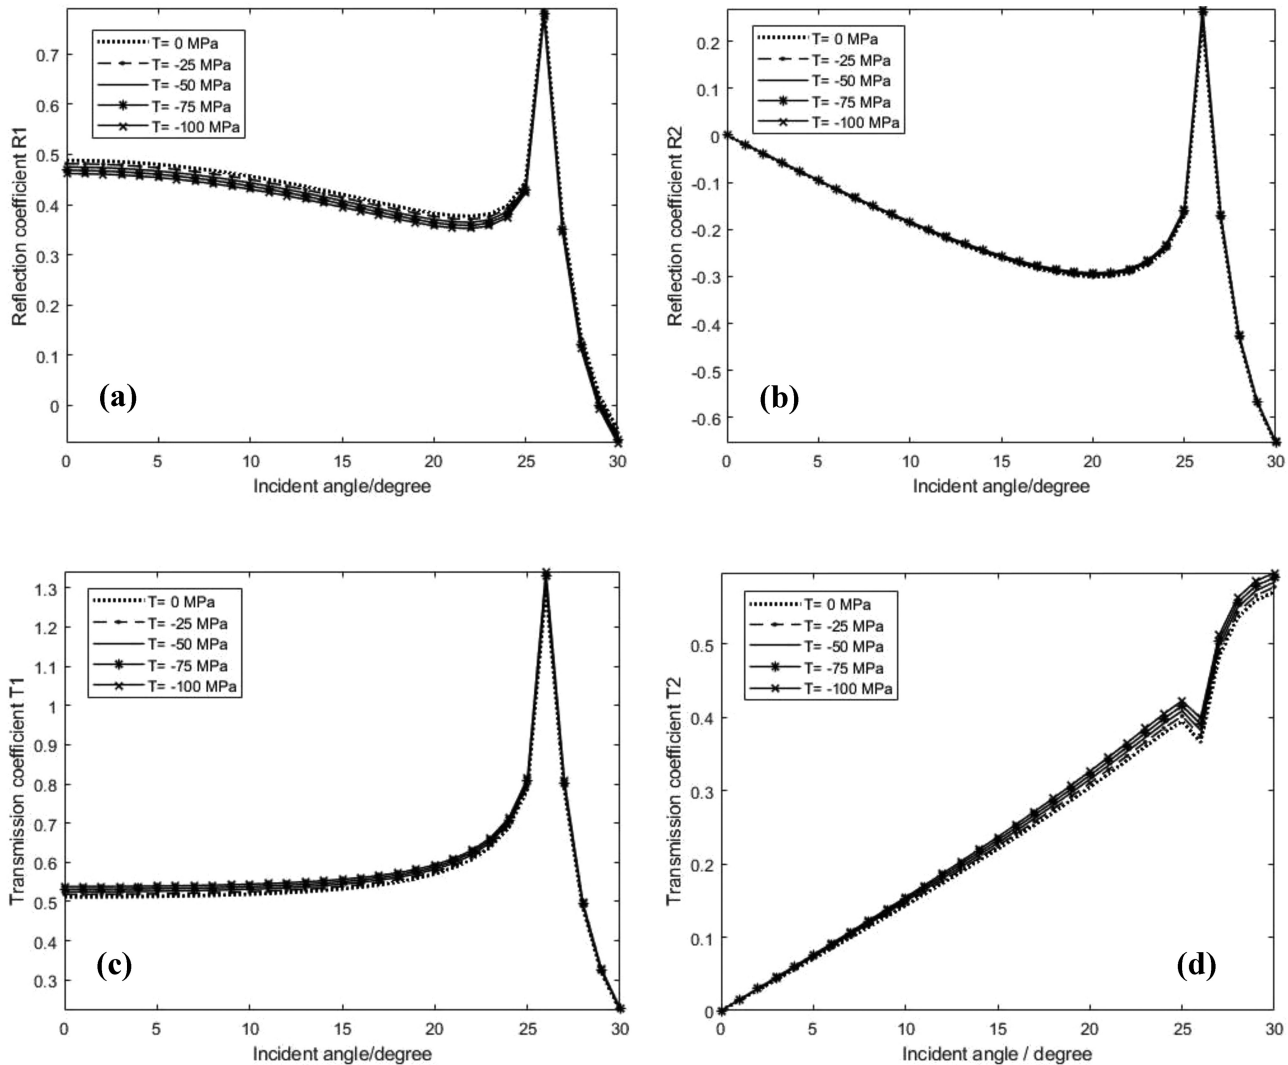 0.7
0.6
0.5
0.4
0.3
0.2
0.1
0
Reflection coefficient R1
T= 0 MPa
T= -25 MPa
T= -50 MPa
T= -75 MPa
T= -100 MPa
(a)
0 5 10 15 20 25 30
Incident angle/degree
0.2
0.1
0
-0.1
-0.2
-0.3
-0.4
-0.5
-0.6
Reflection coefficient R2
T= 0 MPa
T= -25 MPa
T= -50 MPa
T= -75 MPa
T= -100 MPa
(b)
0 5 10 15 20 25 30
Incident angle/degree
1.3
1.2
1.1
1
0.9
0.8
0.7
0.6
0.5
0.4
0.3
Transmission coefficient T1
T= 0 MPa
T= -25 MPa
T= -50 MPa
T= -75 MPa
T= -100 MPa
(c)
0 5 10 15 20 25 30
Incident angle/degree
0.5
0.4
0.3
0.2
0.1
0
Transmission coefficient T2
T= 0 MPa
T= -25 MPa
T= -50 MPa
T= -75 MPa
T= -100 MPa
(d)
0 5 10 15 20 25 30
Incident angle / degree